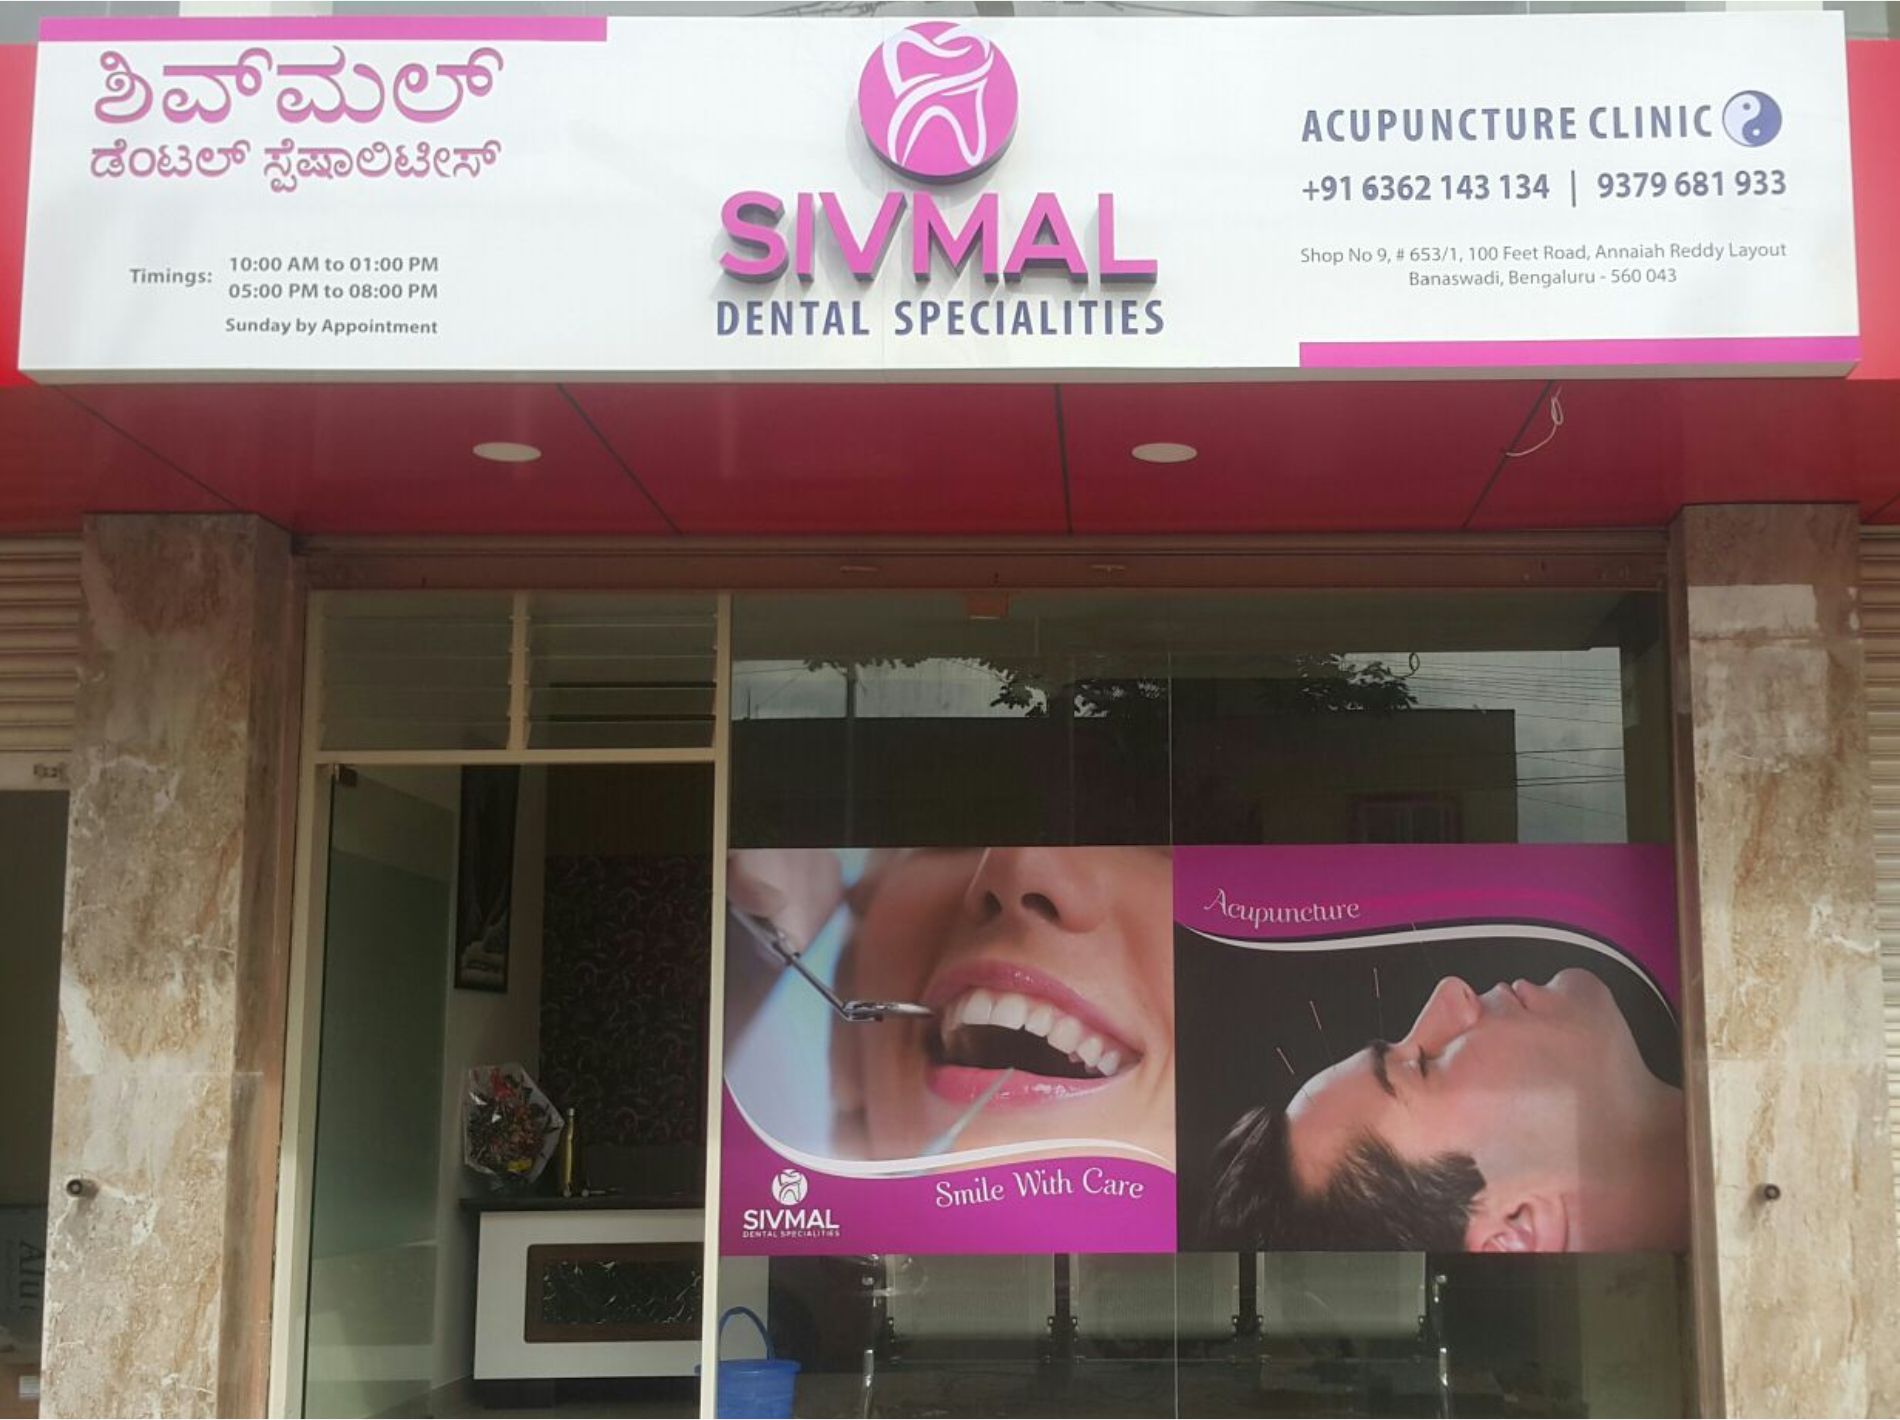 ಶಿವ್‌ಮಲ್
ಡೆಂಟಲ್ ಸ್ಪೆಷಾಲಿಟೀಸ್
Timings: 10:00 AM to 01:00 PM
05:00 PM to 08:00 PM
Sunday by Appointment
SIVMAL
DENTAL SPECIALITIES
ACUPUNCTURE CLINIC
+91 6362 143 134 | 9379 681 933
Shop No 9, # 653/1, 100 Feet Road, Annaiah Reddy Layout
Banaswadi, Bengaluru - 560 043
Acupuncture
Smile With Care
SIVMAL
DENTAL SPECIALITIES